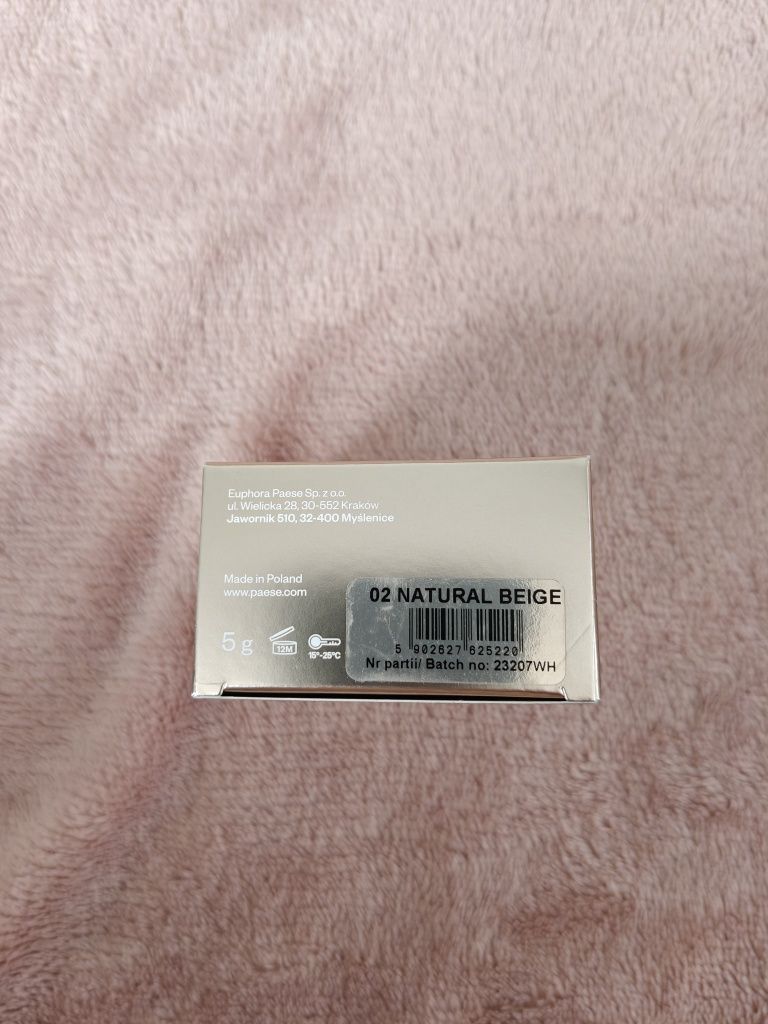 Euphora Paese Sp. z o.o.
ul. Wielicka 28, 30-552 Kraków
Jawornik 510, 32-400 Myślenice
Made in Poland
www.paese.com
5 g
12M
15°-25°C
02 NATURAL BEIGE
5 902627 625220
Nr partii/ Batch no: 23207WH